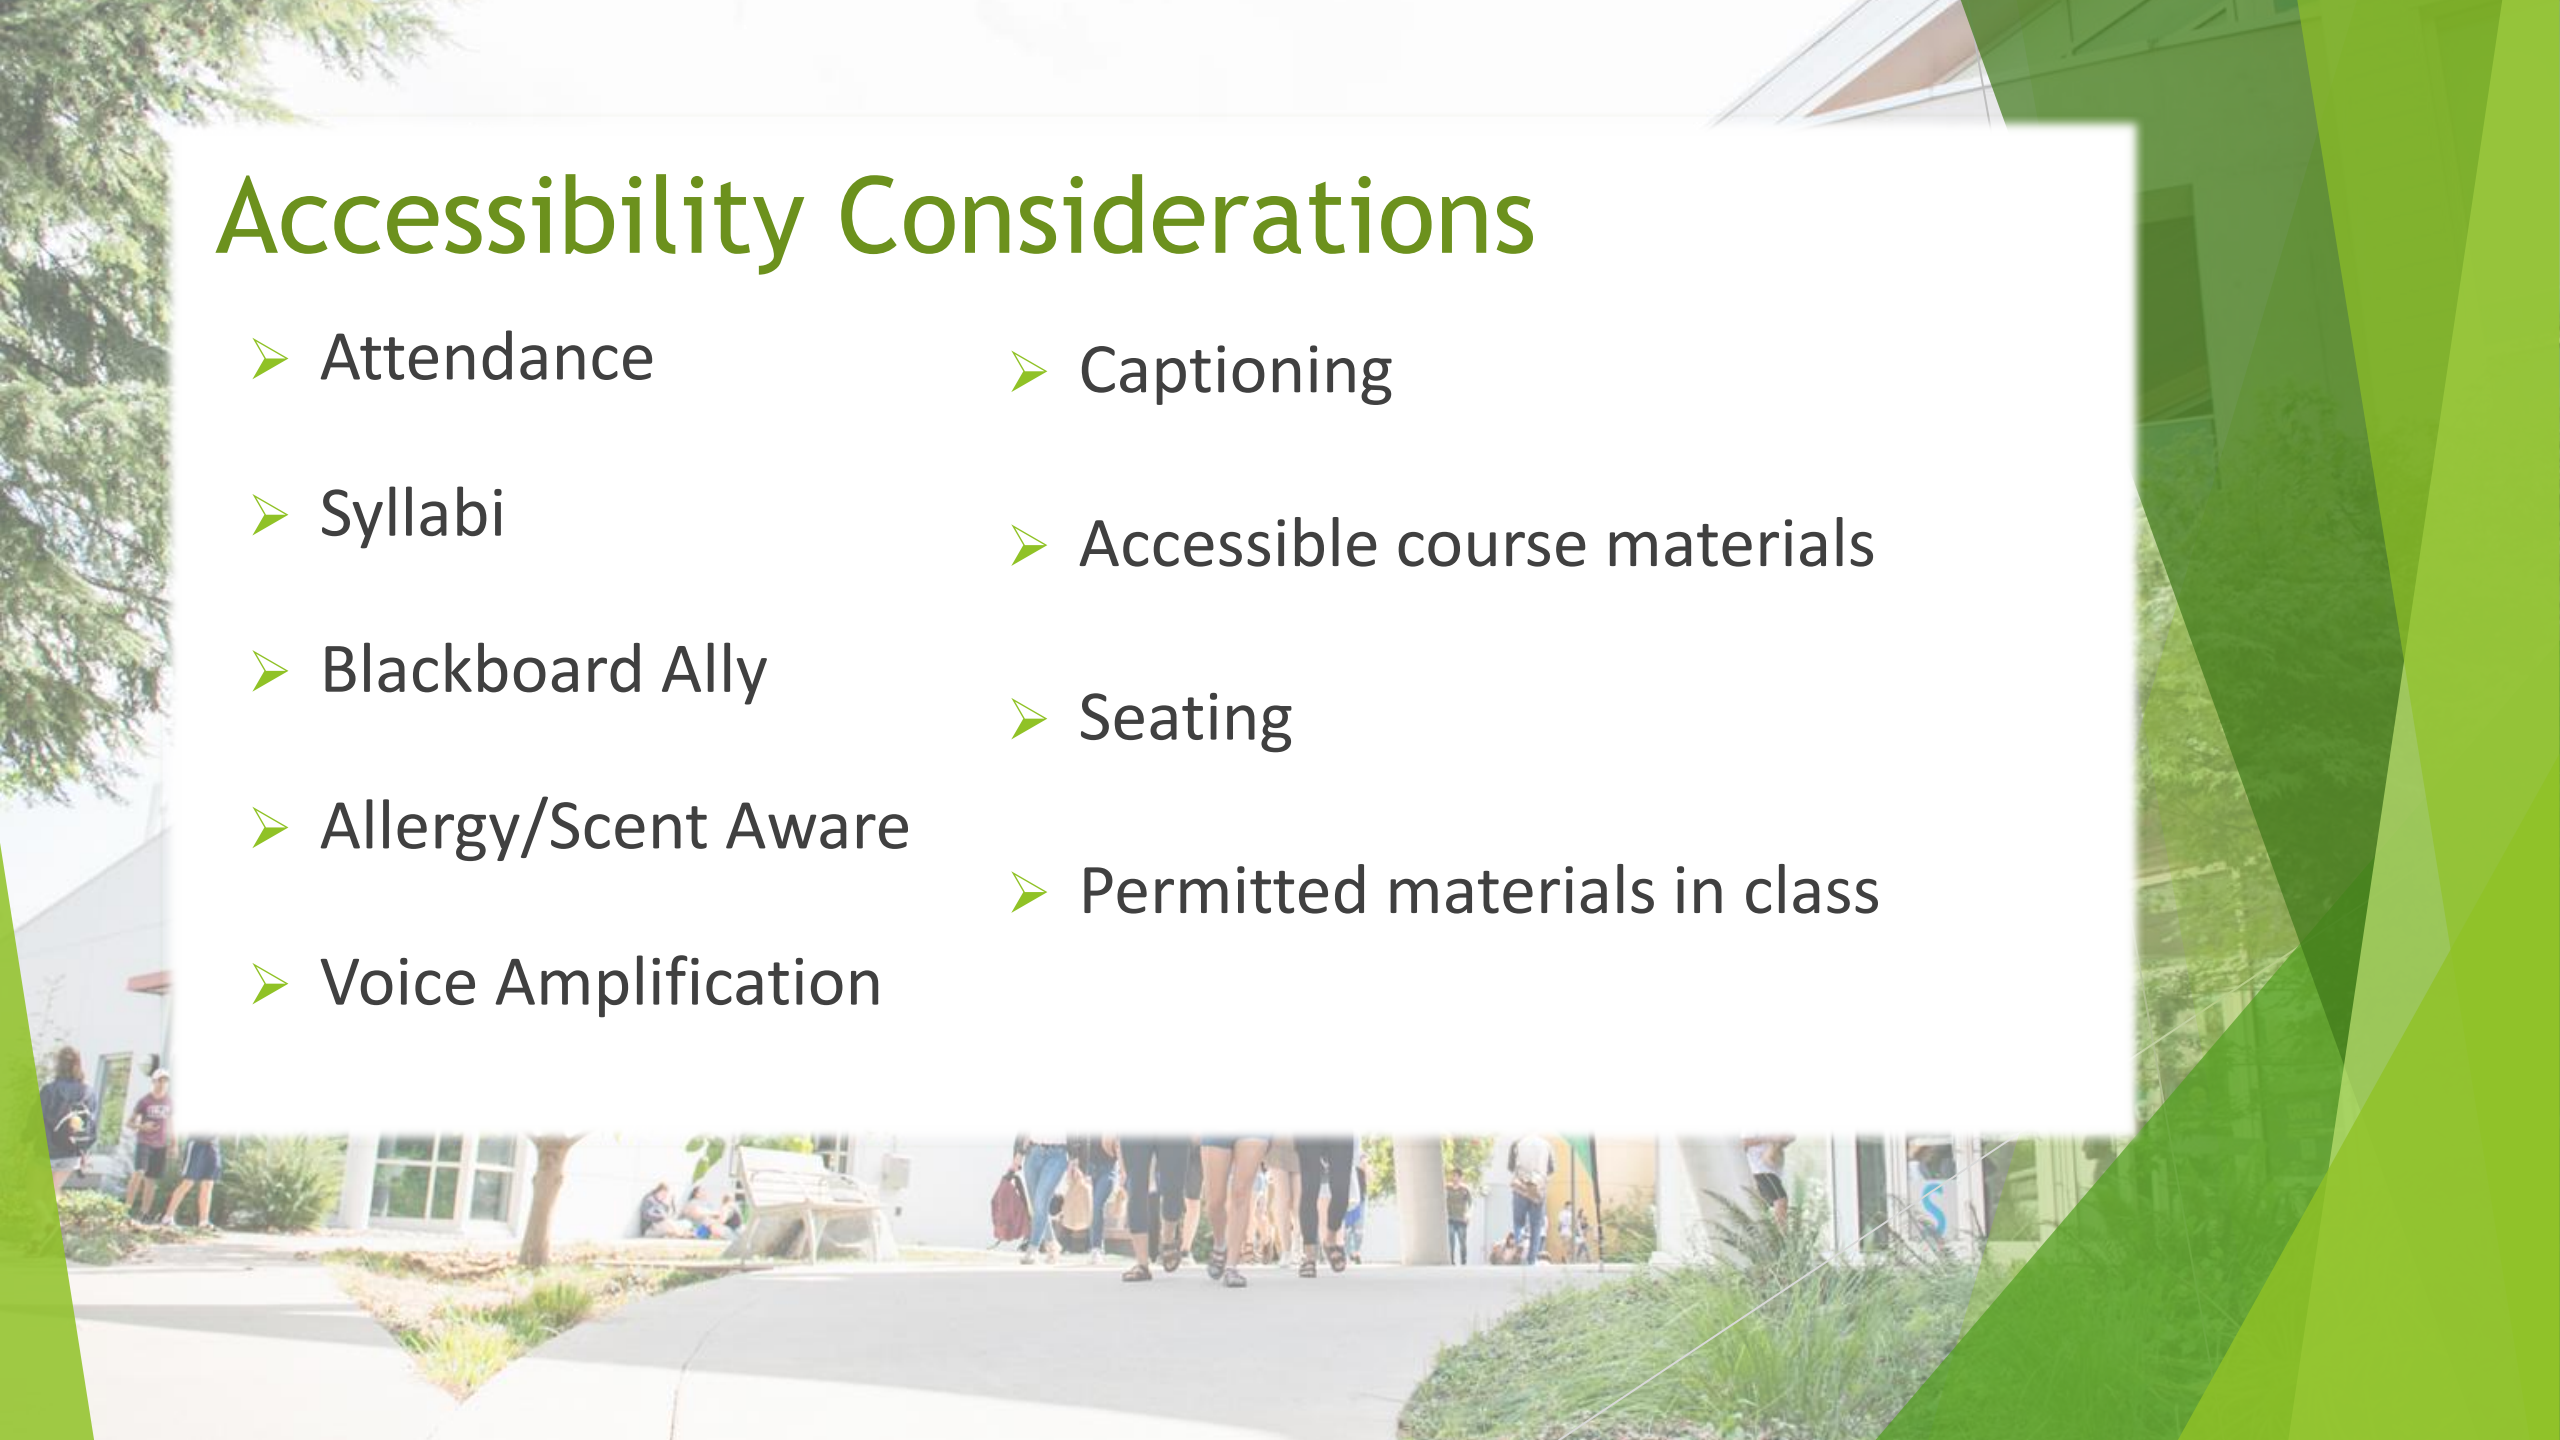 Accessibility Considerations
Attendance
Syllabi
Blackboard Ally
Allergy/Scent Aware
Voice Amplification
Captioning
Accessible course materials
Seating
Permitted materials in class